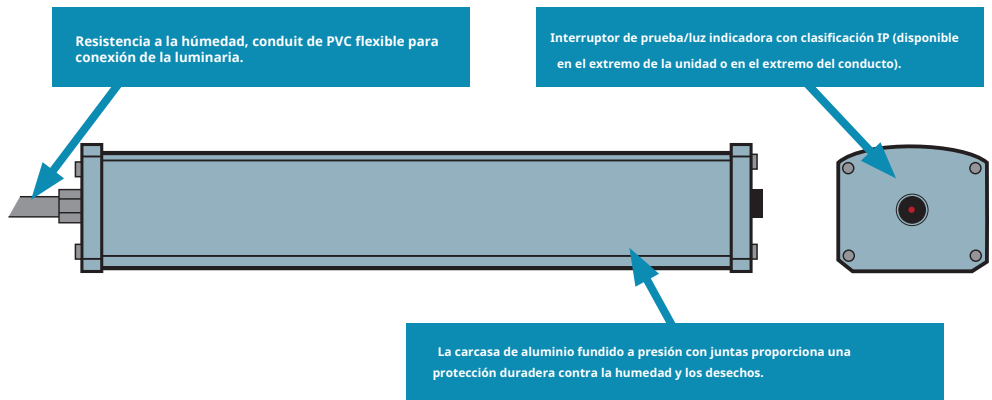 Resistencia a la húmedad, conduit de PVC flexible para
conexión de la luminaria.
Interruptor de prueba/luz indicadora con clasificación IP (disponible
en el extremo de la unidad o en el extremo del conducto).
La carcasa de aluminio fundido a presión con juntas proporciona una
protección duradera contra la humedad y los desechos.